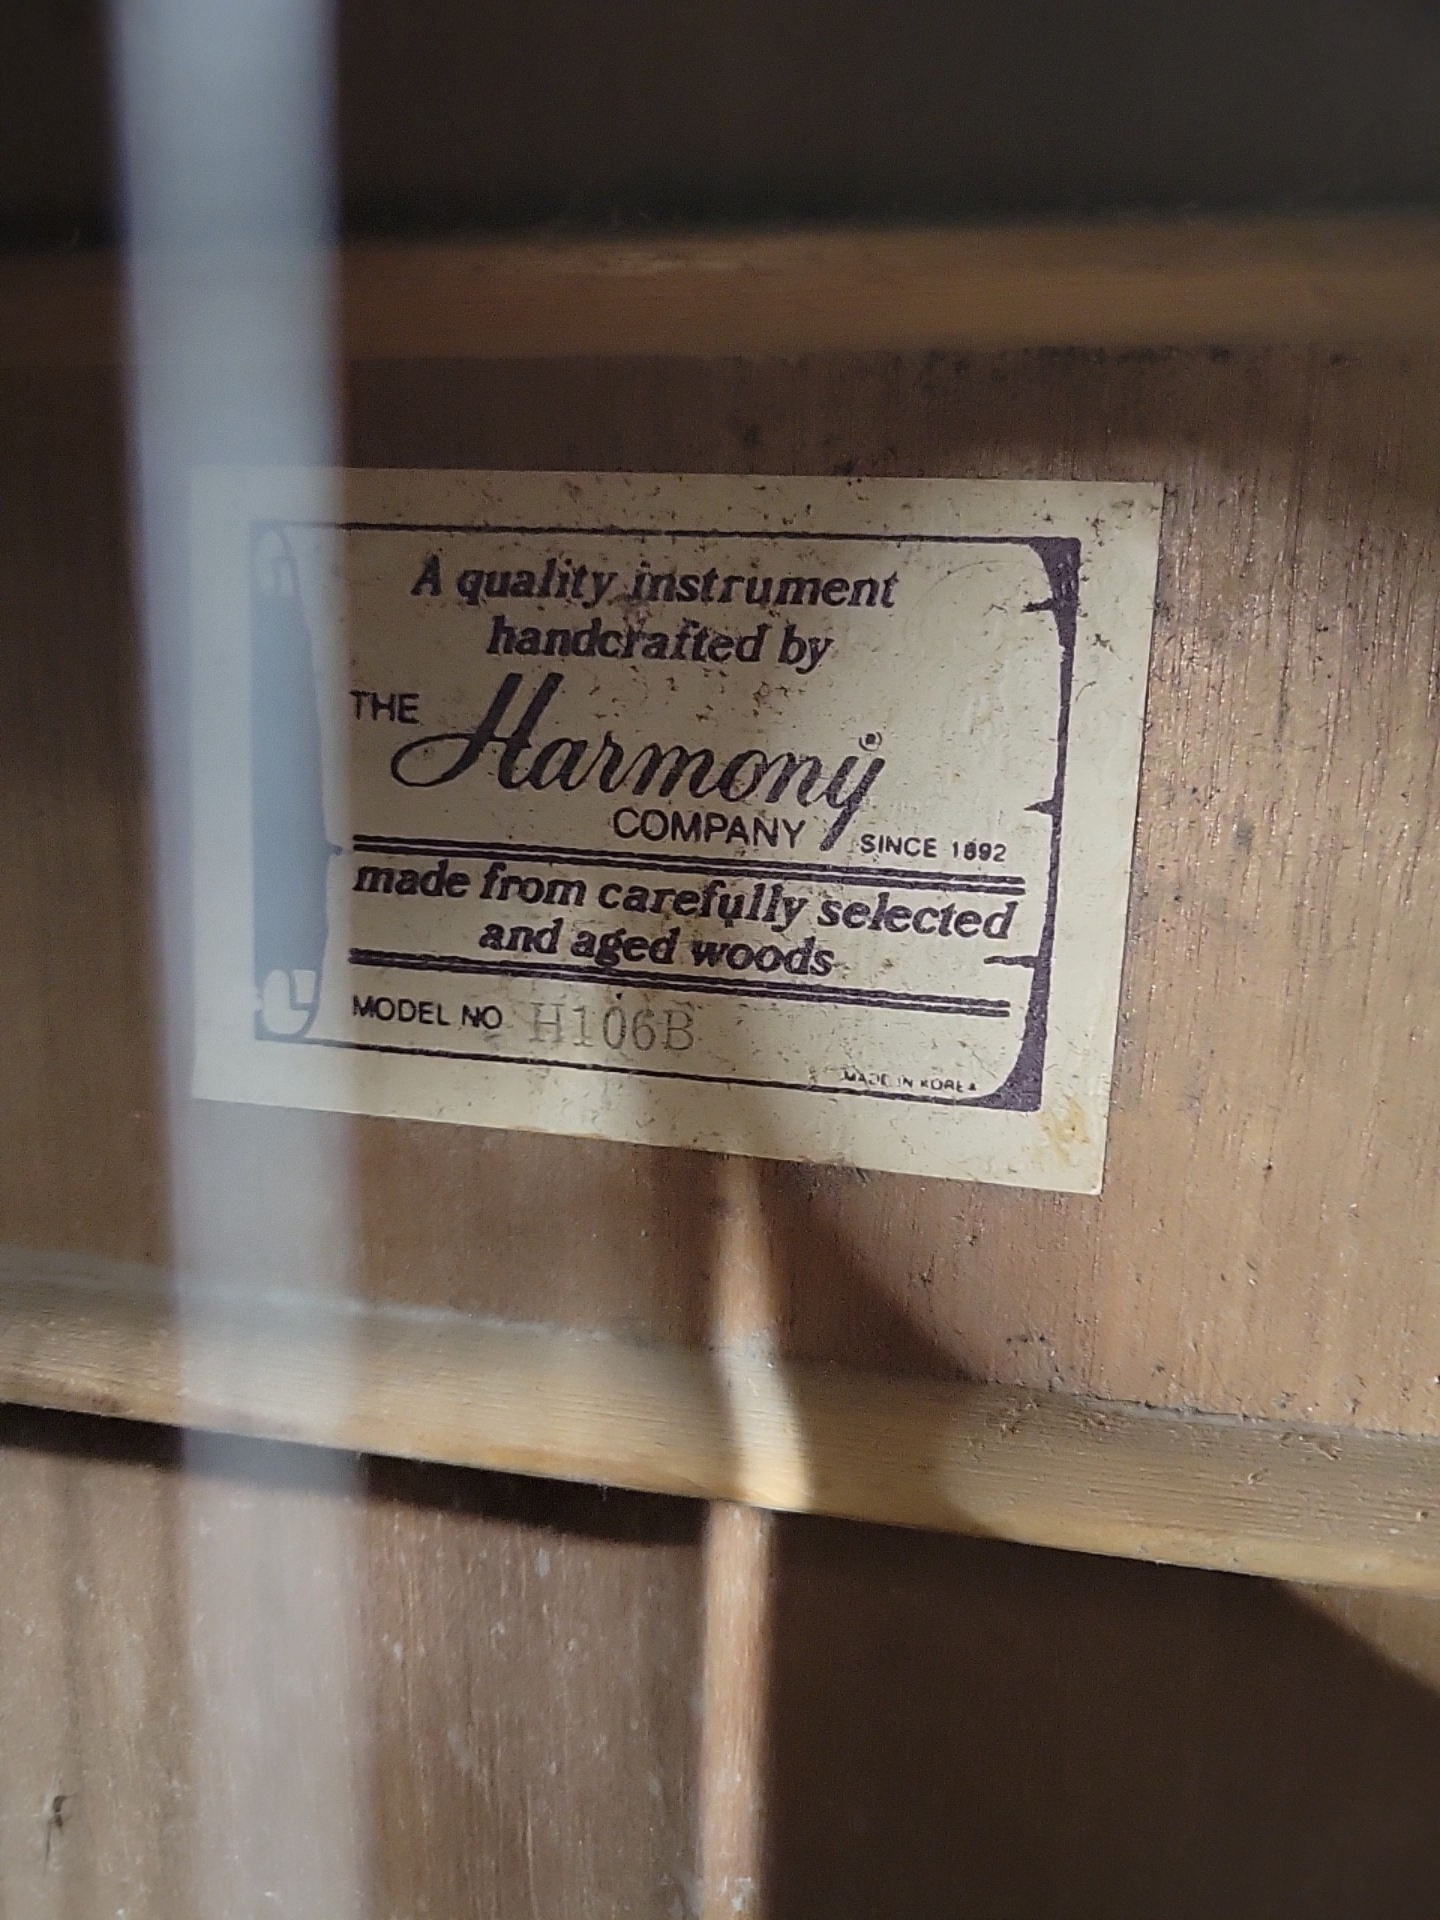 A quality instrument
handcrafted by
THE Harmony®
COMPANY SINCE 1892
made from carefully selected
and aged woods
MODEL NO H106B
MADE IN KOREA